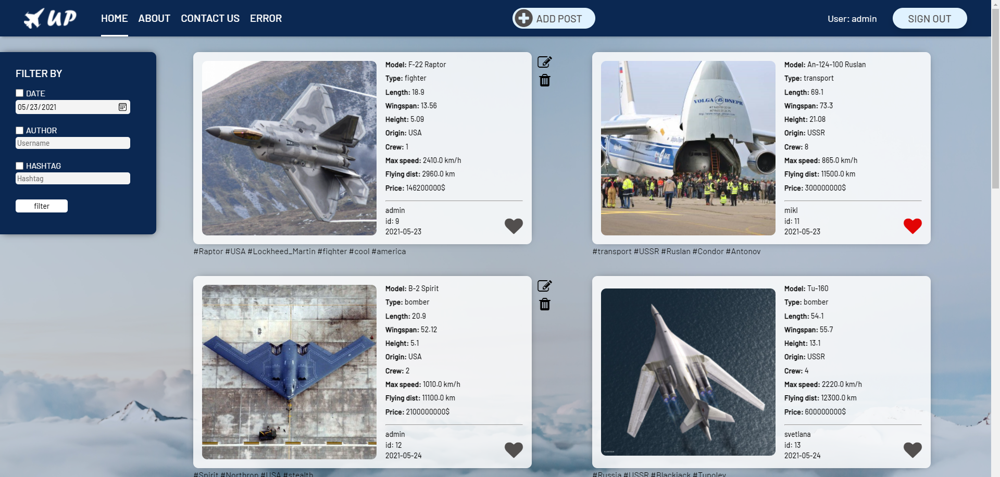 UP
HOME ABOUT CONTACT US ERROR
ADD POST
User: admin
SIGN OUT
FILTER BY
DATE
05/23/2021
AUTHOR
Username
HASHTAG
Hashtag
filter
Model: F-22 Raptor
Type: fighter
Length: 18.9
Wingspan: 13.56
Height: 5.09
Origin: USA
Crew: 1
Max speed: 2410.0 km/h
Flying dist: 2960.0 km
Price: 146200000$
admin
id: 9
2021-05-23
#Raptor #USA #Lockheed_Martin #fighter #cool #america
VOLGA DNEPR
Model: An-124-100 Ruslan
Type: transport
Length: 69.1
Wingspan: 73.3
Height: 21.08
Origin: USSR
Crew: 8
Max speed: 865.0 km/h
Flying dist: 11500.0 km
Price: 300000000$
mikl
id: 11
2021-05-23
#transport #USSR #Ruslan #Condor #Antonov
Model: B-2 Spirit
Type: bomber
Length: 20.9
Wingspan: 52.12
Height: 5.1
Origin: USA
Crew: 2
Max speed: 1010.0 km/h
Flying dist: 11100.0 km
Price: 2100000000$
admin
id: 12
2021-05-24
#Spirit #Northrop #USA #stealth
Model: Tu-160
Type: bomber
Length: 54.1
Wingspan: 55.7
Height: 13.1
Origin: USSR
Crew: 4
Max speed: 2220.0 km/h
Flying dist: 12300.0 km
Price: 600000000$
svetlana
id: 13
2021-05-24
#Russia #USSR #Blackjack #Tupolev